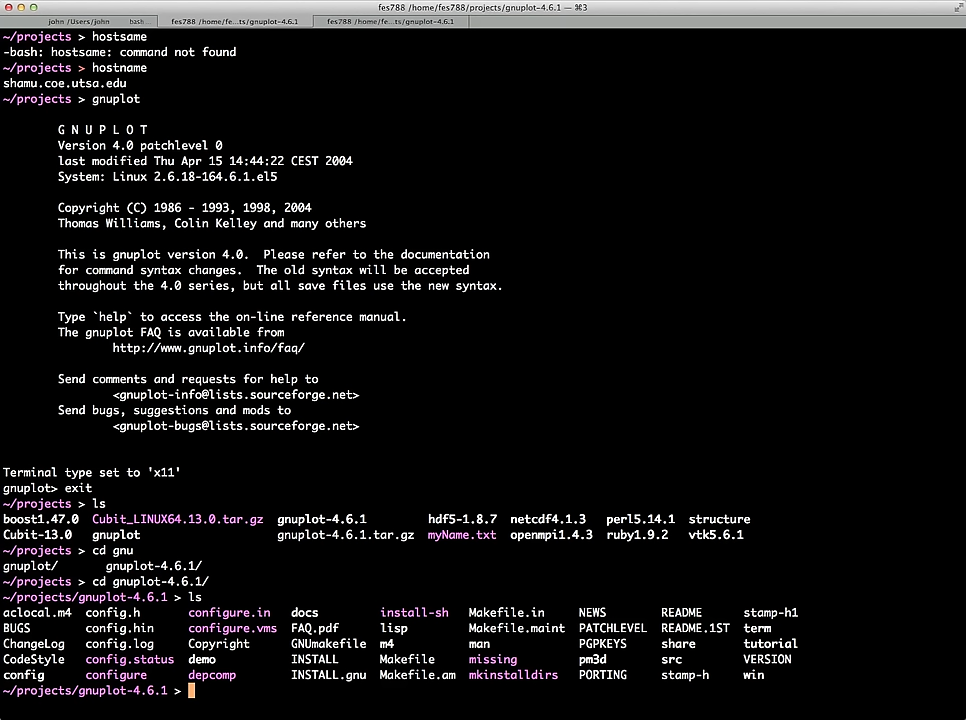 fes788 /home/fes788/projects/gnuplot-4.6.1 — ⌘3
john /Users/john bash... fes788 /home/fe...ts/gnuplot-4.6.1 fes788 /home/fe...ts/gnuplot-4.6.1
~/projects > hostsame
-bash: hostsame: command not found
~/projects > hostname
shamu.coe.utsa.edu
~/projects > gnuplot
G N U P L O T
Version 4.0 patchlevel 0
last modified Thu Apr 15 14:44:22 CEST 2004
System: Linux 2.6.18-164.6.1.el5
Copyright (C) 1986 - 1993, 1998, 2004
Thomas Williams, Colin Kelley and many others
This is gnuplot version 4.0.  Please refer to the documentation
for command syntax changes.  The old syntax will be accepted
throughout the 4.0 series, but all save files use the new syntax.
Type `help` to access the on-line reference manual.
The gnuplot FAQ is available from
http://www.gnuplot.info/faq/
Send comments and requests for help to
<gnuplot-info@lists.sourceforge.net>
Send bugs, suggestions and mods to
<gnuplot-bugs@lists.sourceforge.net>
Terminal type set to 'x11'
gnuplot> exit
~/projects > ls
boost1.47.0 Cubit_LINUX64.13.0.tar.gz gnuplot-4.6.1 hdf5-1.8.7 netcdf4.1.3 perl5.14.1 structure
Cubit-13.0 gnuplot gnuplot-4.6.1.tar.gz myName.txt openmpi1.4.3 ruby1.9.2 vtk5.6.1
~/projects > cd gnu
gnuplot/ gnuplot-4.6.1/
~/projects > cd gnuplot-4.6.1/
~/projects/gnuplot-4.6.1 > ls
aclocal.m4 config.h configure.in docs install-sh Makefile.in NEWS README stamp-h1
BUGS config.hin configure.vms FAQ.pdf lisp Makefile.maint PATCHLEVEL README.1ST term
ChangeLog config.log Copyright GNUmakefile m4 man PGPKEYS share tutorial
CodeStyle config.status demo INSTALL Makefile missing pm3d src VERSION
config configure depcomp INSTALL.gnu Makefile.am mkinstalldirs PORTING stamp-h win
~/projects/gnuplot-4.6.1 >